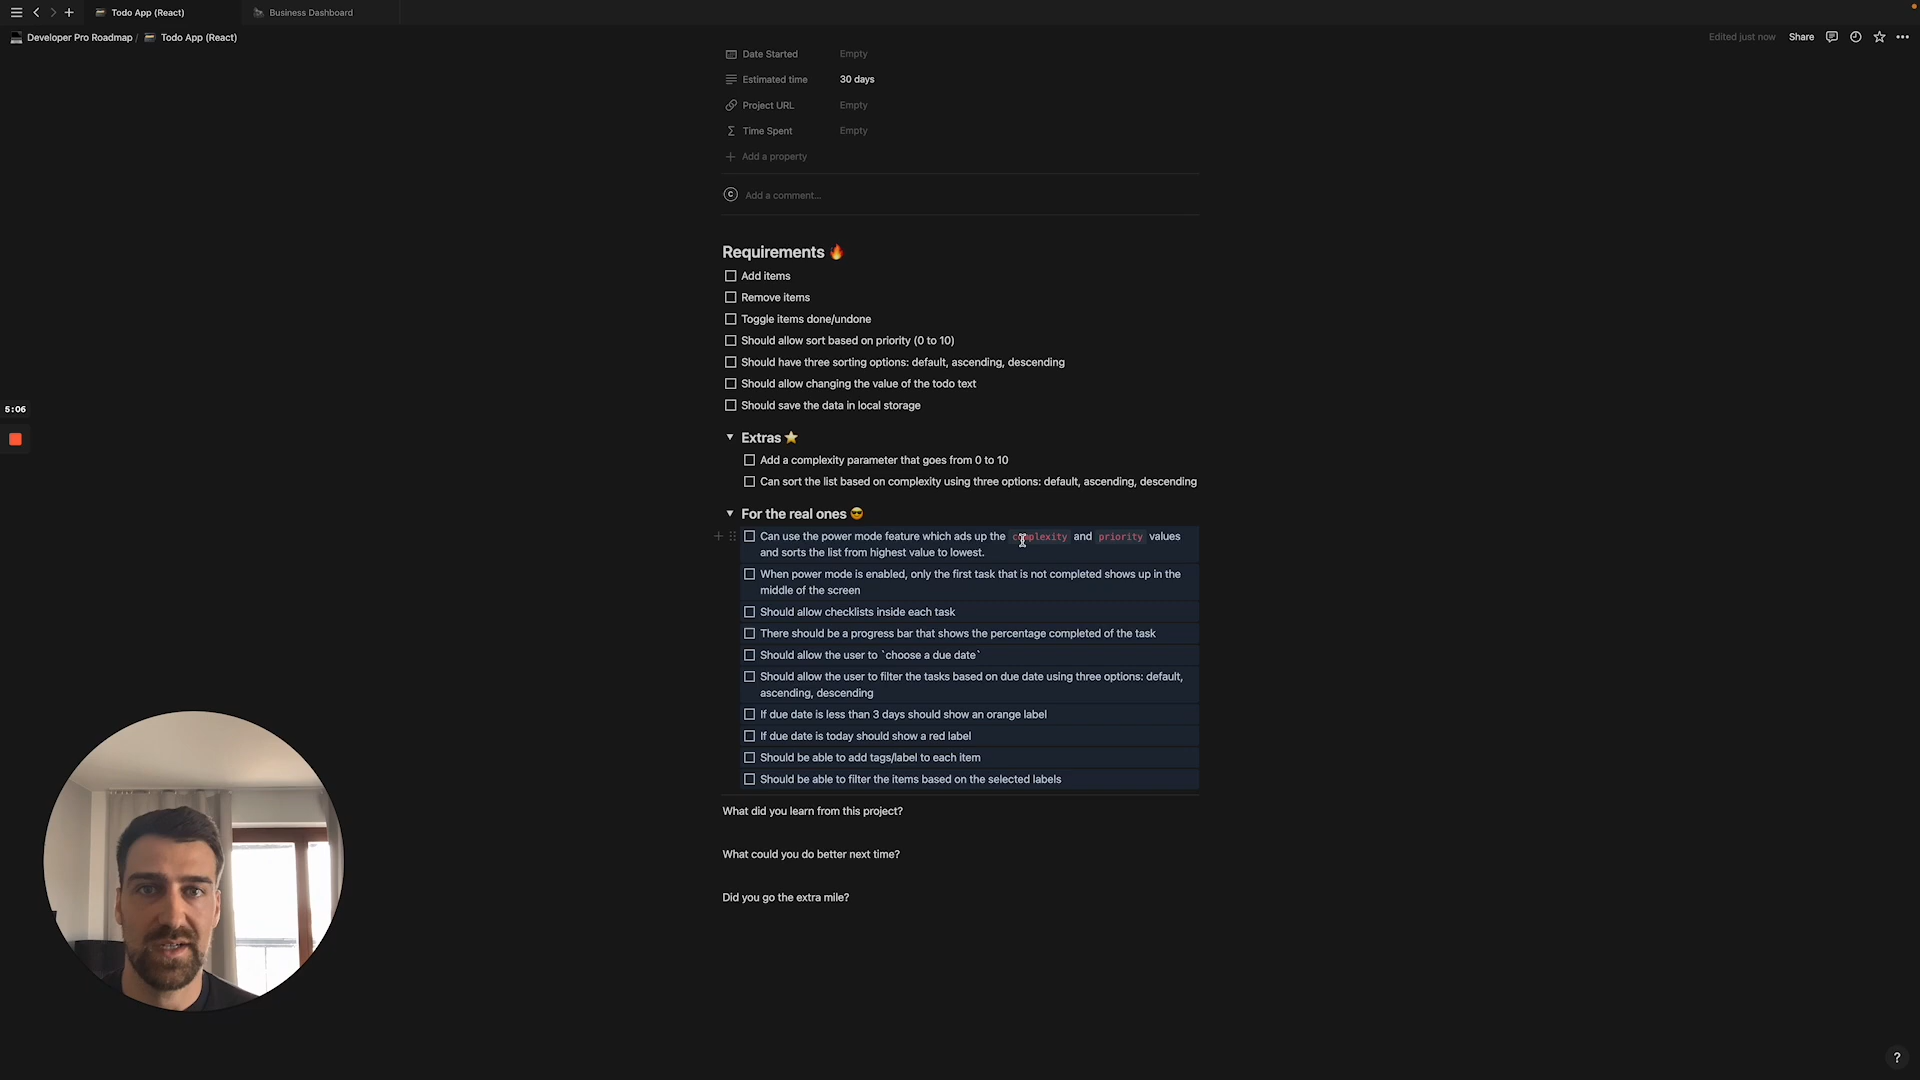 Todo App (React)
Business Dashboard
Developer Pro Roadmap / Todo App (React)
Edited just now
Share
Date Started Empty
Estimated time 30 days
Project URL Empty
Time Spent Empty
Add a property
C Add a comment...
Requirements 🔥
Add items
Remove items
Toggle items done/undone
Should allow sort based on priority (0 to 10)
Should have three sorting options: default, ascending, descending
Should allow changing the value of the todo text
Should save the data in local storage
5:06
Extras ⭐
Add a complexity parameter that goes from 0 to 10
Can sort the list based on complexity using three options: default, ascending, descending
For the real ones 😎
Can use the power mode feature which ads up the complexity and priority values
and sorts the list from highest value to lowest.
When power mode is enabled, only the first task that is not completed shows up in the
middle of the screen
Should allow checklists inside each task
There should be a progress bar that shows the percentage completed of the task
Should allow the user to `choose a due date`
Should allow the user to filter the tasks based on due date using three options: default,
ascending, descending
If due date is less than 3 days should show an orange label
If due date is today should show a red label
Should be able to add tags/label to each item
Should be able to filter the items based on the selected labels
What did you learn from this project?
What could you do better next time?
Did you go the extra mile?
?